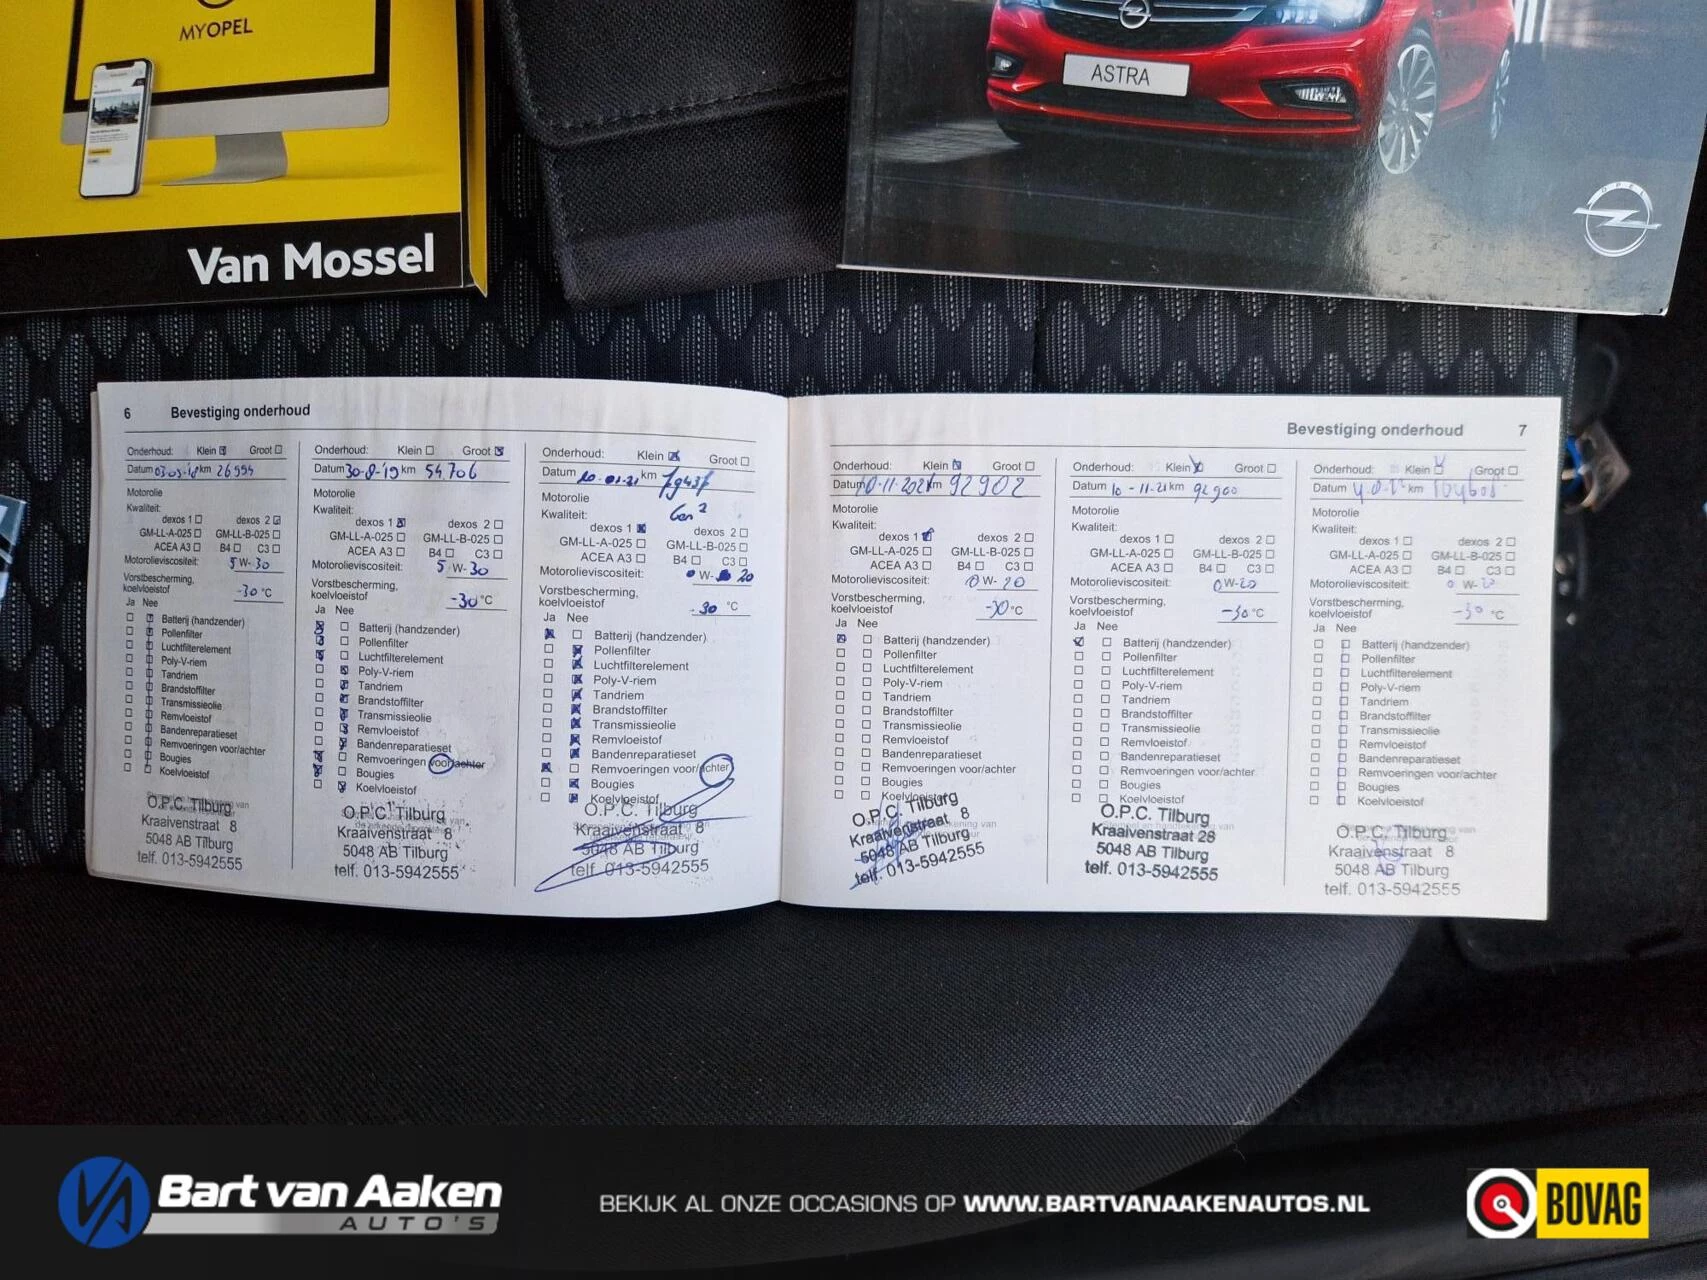 MYOPEL
Van Mossel
ASTRA
OPEL
6 Bevestiging onderhoud
Onderhoud: Klein Groot
Datum 03-05-'18 km 26994
Motorolie
Kwaliteit:
dexos 1 dexos 2
GM-LL-A-025 GM-LL-B-025
ACEA A3 B4 C3
Motorolieviscositeit: 5 W-30
Vorstbescherming,
koelvloeistof -30 °C
Ja Nee
Batterij (handzender)
Pollenfilter
Luchtfilterelement
Poly-V-riem
Tandriem
Brandstoffilter
Transmissieolie
Remvloeistof
Bandenreparatieset
Remvoeringen voor/achter
Bougies
Koelvloeistof
O.P.C. Tilburg
Kraaivenstraat 8
5048 AB Tilburg
telf. 013-5942555
Onderhoud: Klein Groot
Datum 30-8-'19 km 54706
Motorolie
Kwaliteit:
dexos 1 dexos 2
GM-LL-A-025 GM-LL-B-025
ACEA A3 B4 C3
Motorolieviscositeit: 5 W-30
Vorstbescherming,
koelvloeistof -30 °C
Ja Nee
Batterij (handzender)
Pollenfilter
Luchtfilterelement
Poly-V-riem
Tandriem
Brandstoffilter
Transmissieolie
Remvloeistof
Bandenreparatieset
Remvoeringen voor/achter
Bougies
Koelvloeistof
O.P.C. Tilburg
Kraaivenstraat 8
5048 AB Tilburg
telf. 013-5942555
Onderhoud: Klein Groot
Datum 20-01-21 km
Motorolie
Kwaliteit: Gen 2
dexos 1 dexos 2
GM-LL-A-025 GM-LL-B-025
ACEA A3 B4 C3
Motorolieviscositeit: 0 W- 20
Vorstbescherming,
koelvloeistof -30 °C
Ja Nee
Batterij (handzender)
Pollenfilter
Luchtfilterelement
Poly-V-riem
Tandriem
Brandstoffilter
Transmissieolie
Remvloeistof
Bandenreparatieset
Remvoeringen voor/achter
Bougies
Koelvloeistof
O.P.C. Tilburg
Kraaivenstraat 8
5048 AB Tilburg
telf. 013-5942555
Bevestiging onderhoud 7
Onderhoud: Klein Groot
Datum 10-11-2021 km 92902
Motorolie
Kwaliteit:
dexos 1 dexos 2
GM-LL-A-025 GM-LL-B-025
ACEA A3 B4 C3
Motorolieviscositeit: 0 W- 20
Vorstbescherming,
koelvloeistof -30 °C
Ja Nee
Batterij (handzender)
Pollenfilter
Luchtfilterelement
Poly-V-riem
Tandriem
Brandstoffilter
Transmissieolie
Remvloeistof
Bandenreparatieset
Remvoeringen voor/achter
Bougies
Koelvloeistof
O.P.C. Tilburg
Kraaivenstraat 8
5048 AB Tilburg
telf. 013-5942555
Onderhoud: Klein Groot
Datum 10-11-21 km 92900
Motorolie
Kwaliteit:
dexos 1 dexos 2
GM-LL-A-025 GM-LL-B-025
ACEA A3 B4 C3
Motorolieviscositeit: 0 W-20
Vorstbescherming,
koelvloeistof -30 °C
Ja Nee
Batterij (handzender)
Pollenfilter
Luchtfilterelement
Poly-V-riem
Tandriem
Brandstoffilter
Transmissieolie
Remvloeistof
Bandenreparatieset
Remvoeringen voor/achter
Bougies
Koelvloeistof
O.P.C. Tilburg
Kraaivenstraat 28
5048 AB Tilburg
telf. 013-5942555
Onderhoud: Klein Groot
Datum km
Motorolie
Kwaliteit:
dexos 1 dexos 2
GM-LL-A-025 GM-LL-B-025
ACEA A3 B4 C3
Motorolieviscositeit: 0 W-20
Vorstbescherming,
koelvloeistof -30 °C
Ja Nee
Batterij (handzender)
Pollenfilter
Luchtfilterelement
Poly-V-riem
Tandriem
Brandstoffilter
Transmissieolie
Remvloeistof
Bandenreparatieset
Remvoeringen voor/achter
Bougies
Koelvloeistof
O.P.C. Tilburg
Kraaivenstraat 8
5048 AB Tilburg
telf. 013-5942555
Bart van Aaken
AUTO'S
BEKIJK AL ONZE OCCASIONS OP WWW.BARTVANAAKENAUTOS.NL
BOVAG